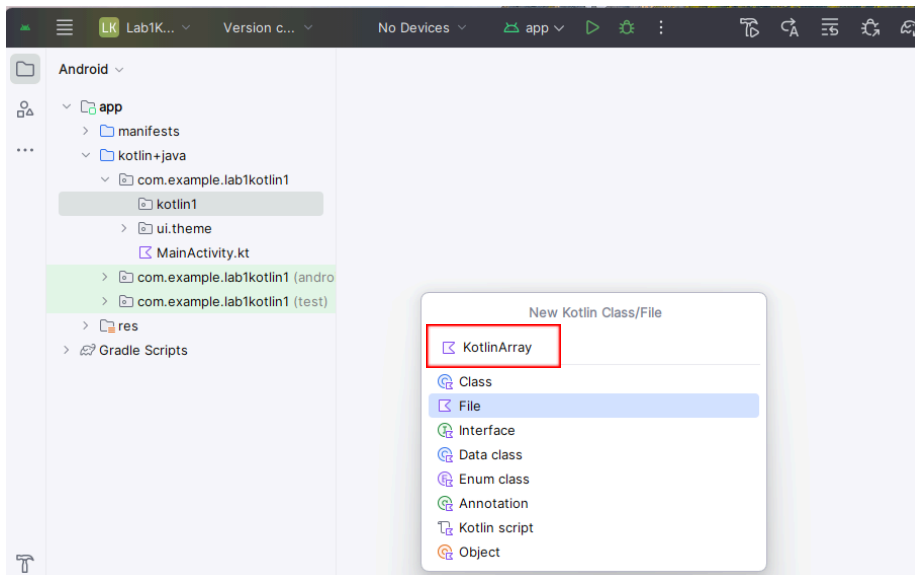 LK Lab1K... Version c... No Devices app
Android
app
manifests
kotlin+java
com.example.lab1kotlin1
kotlin1
ui.theme
MainActivity.kt
com.example.lab1kotlin1 (andro
com.example.lab1kotlin1 (test)
res
Gradle Scripts
New Kotlin Class/File
KotlinArray
Class
File
Interface
Data class
Enum class
Annotation
Kotlin script
Object